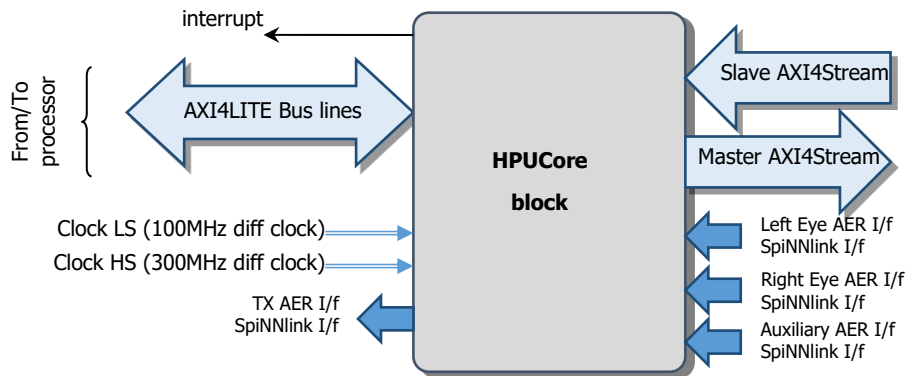 interrupt
From/To
processor
AXI4LITE Bus lines
Slave AXI4Stream
Master AXI4Stream
HPUCore
block
Clock LS (100MHz diff clock)
Clock HS (300MHz diff clock)
TX AER I/f
SpiNNlink I/f
Left Eye AER I/f
SpiNNlink I/f
Right Eye AER I/f
SpiNNlink I/f
Auxiliary AER I/f
SpiNNlink I/f